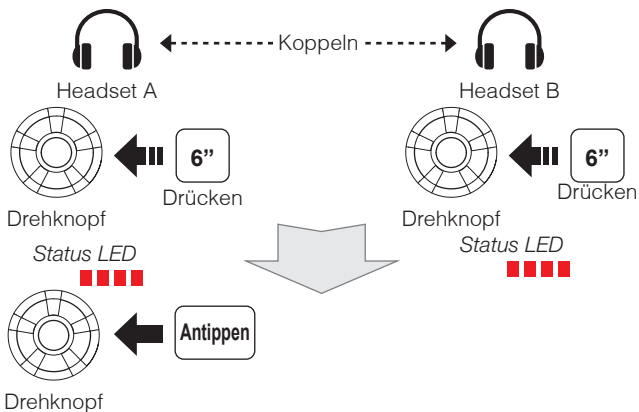 Koppeln
Headset A
Headset B
6”
Drücken
Drehknopf
Status LED
6”
Drücken
Drehknopf
Status LED
Antippen
Drehknopf